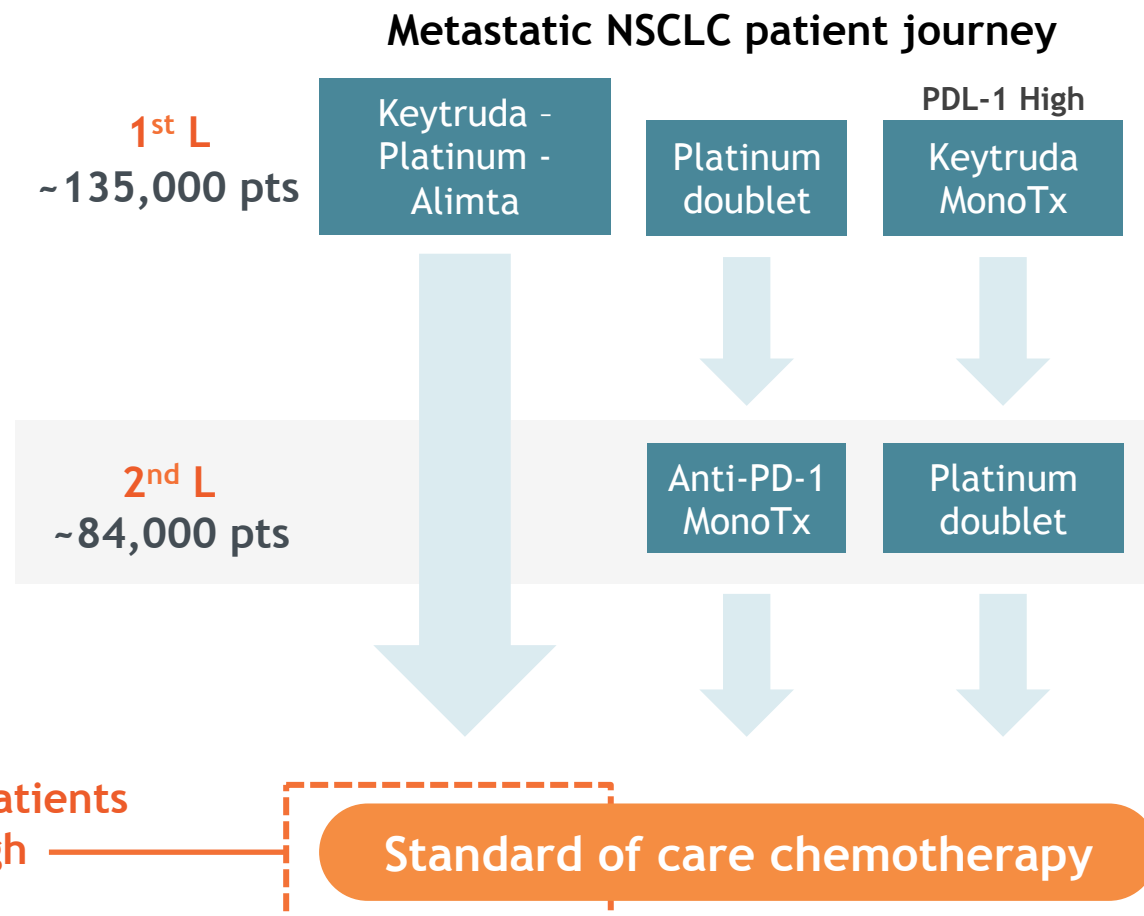 Metastatic NSCLC patient journey
1st L
~135,000 pts
Keytruda –
Platinum -
Alimta
Platinum
doublet
PDL-1 High
Keytruda
MonoTx
2nd L
~84,000 pts
Anti-PD-1
MonoTx
Platinum
doublet
Standard of care chemotherapy